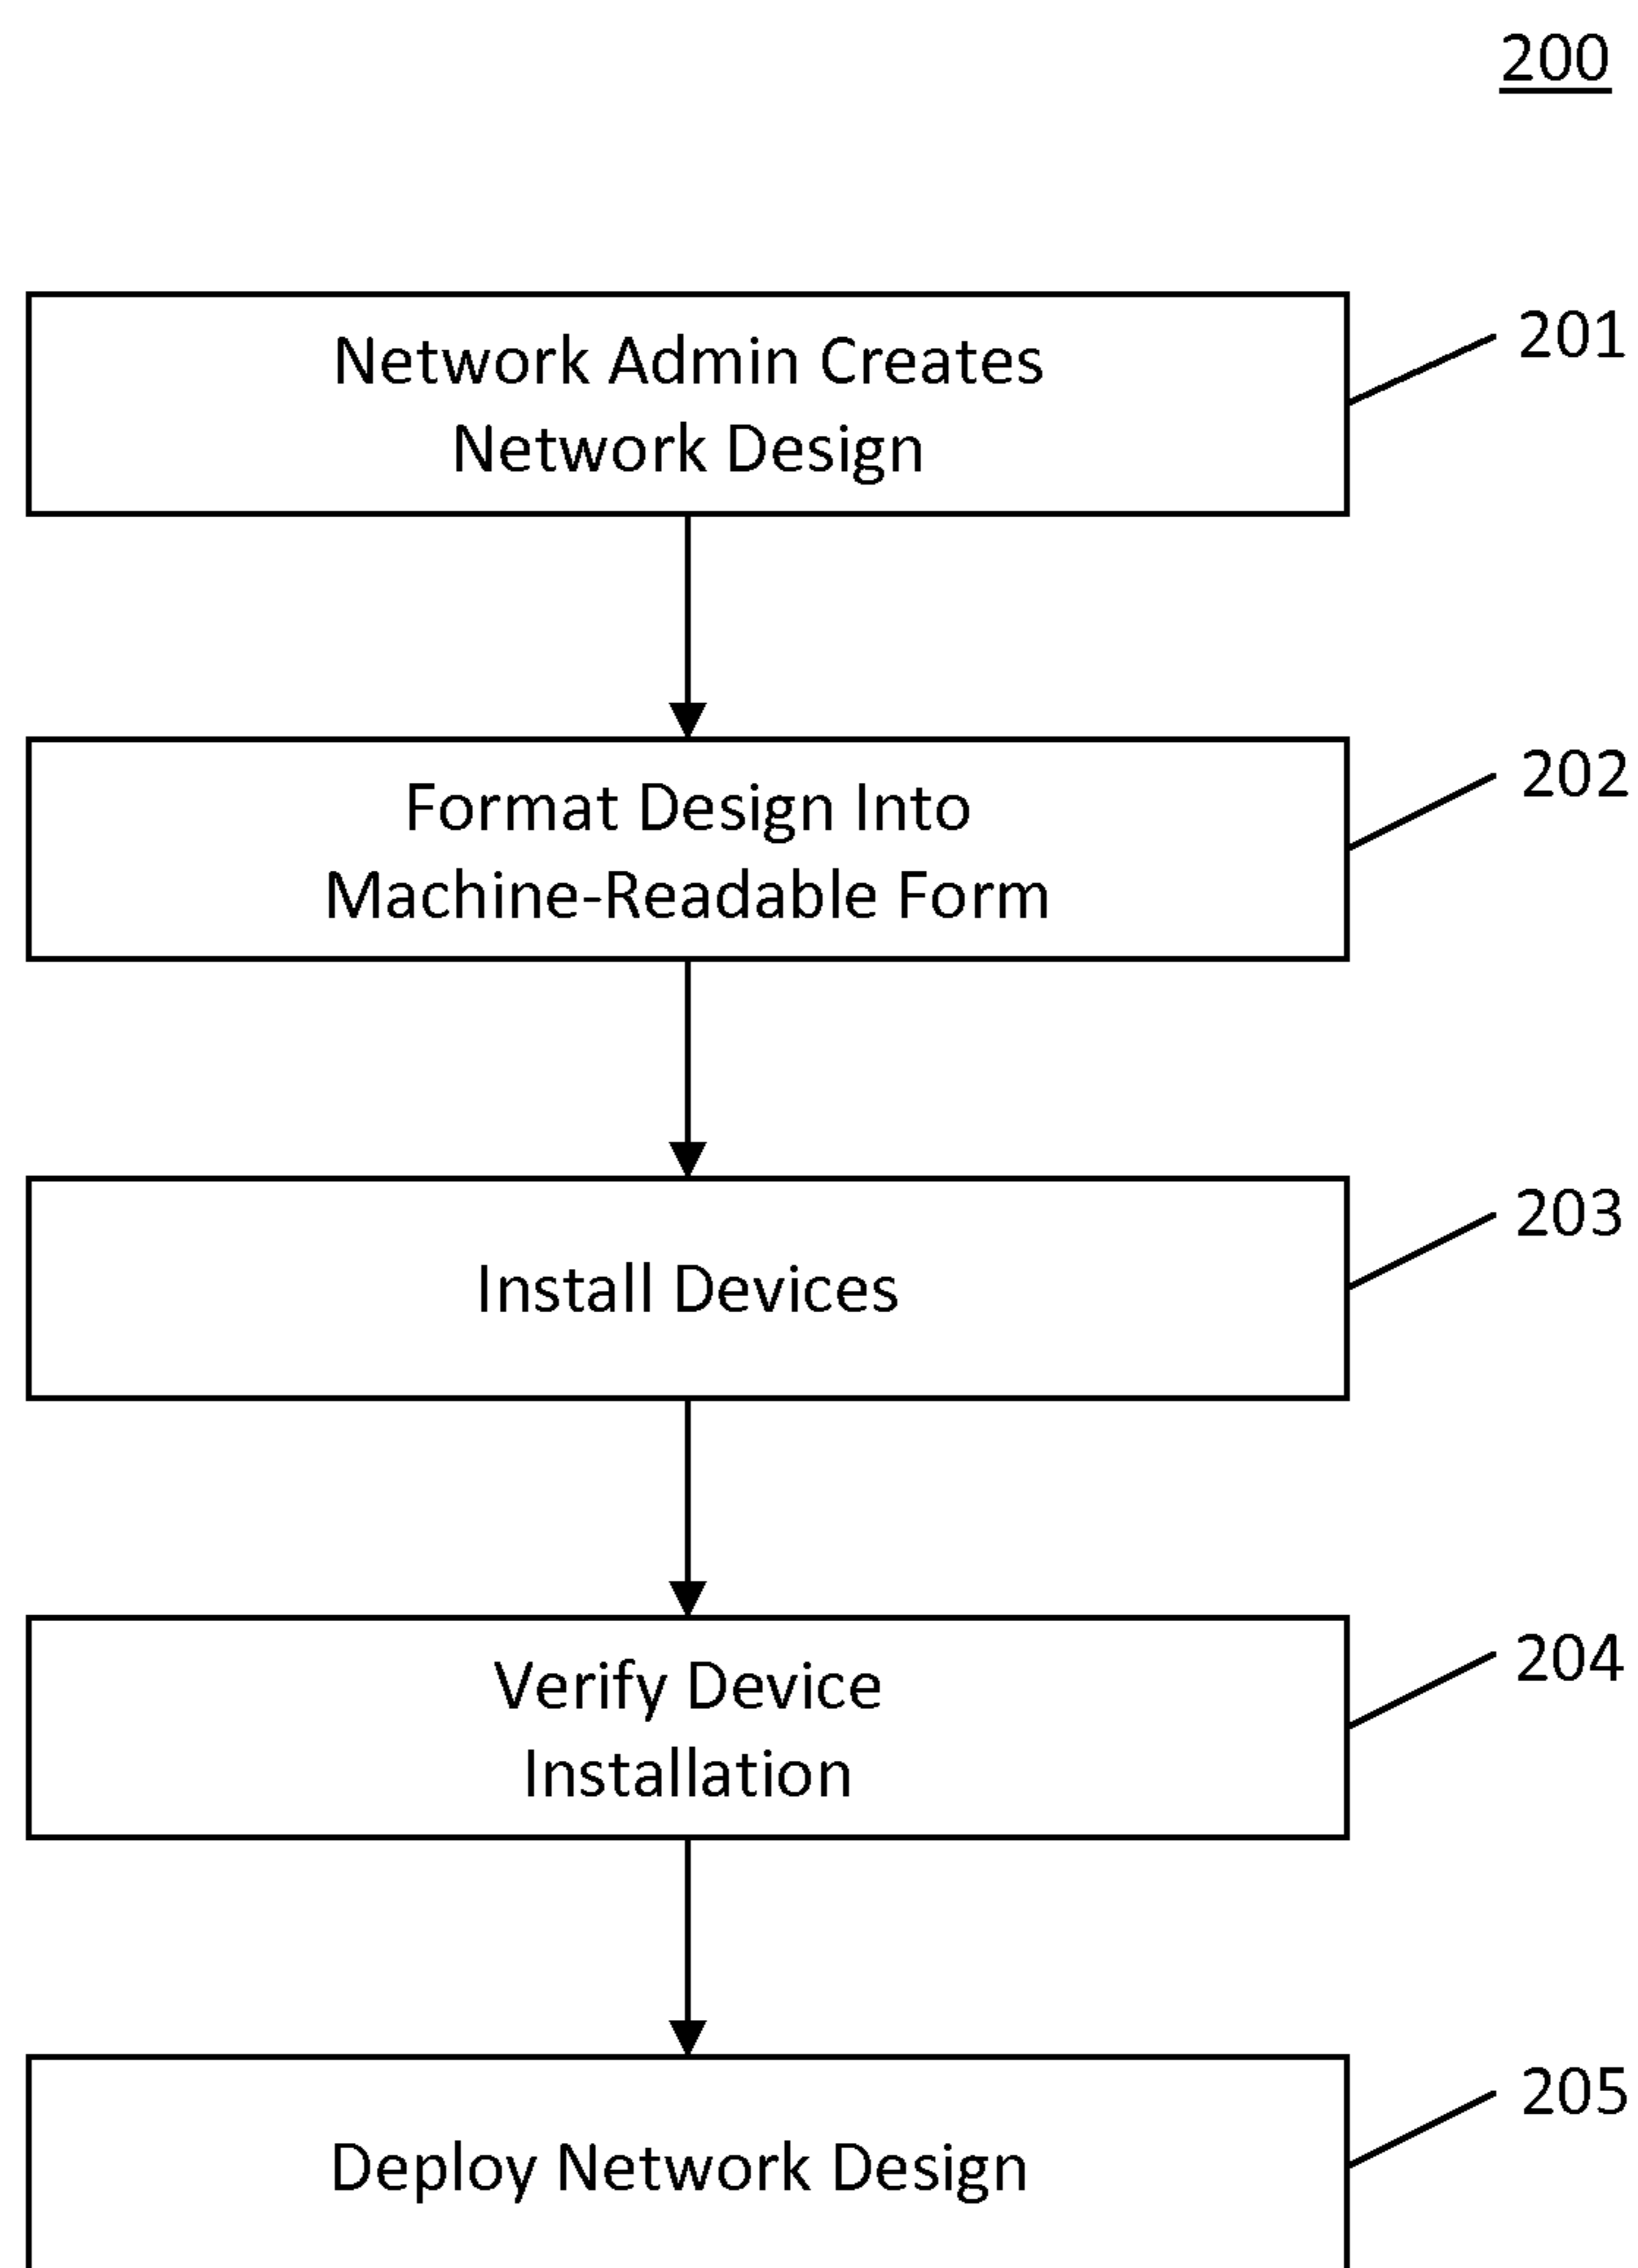 200
Network Admin Creates
Network Design
201
Format Design Into
Machine-Readable Form
202
Install Devices
203
Verify Device
Installation
204
Deploy Network Design
205